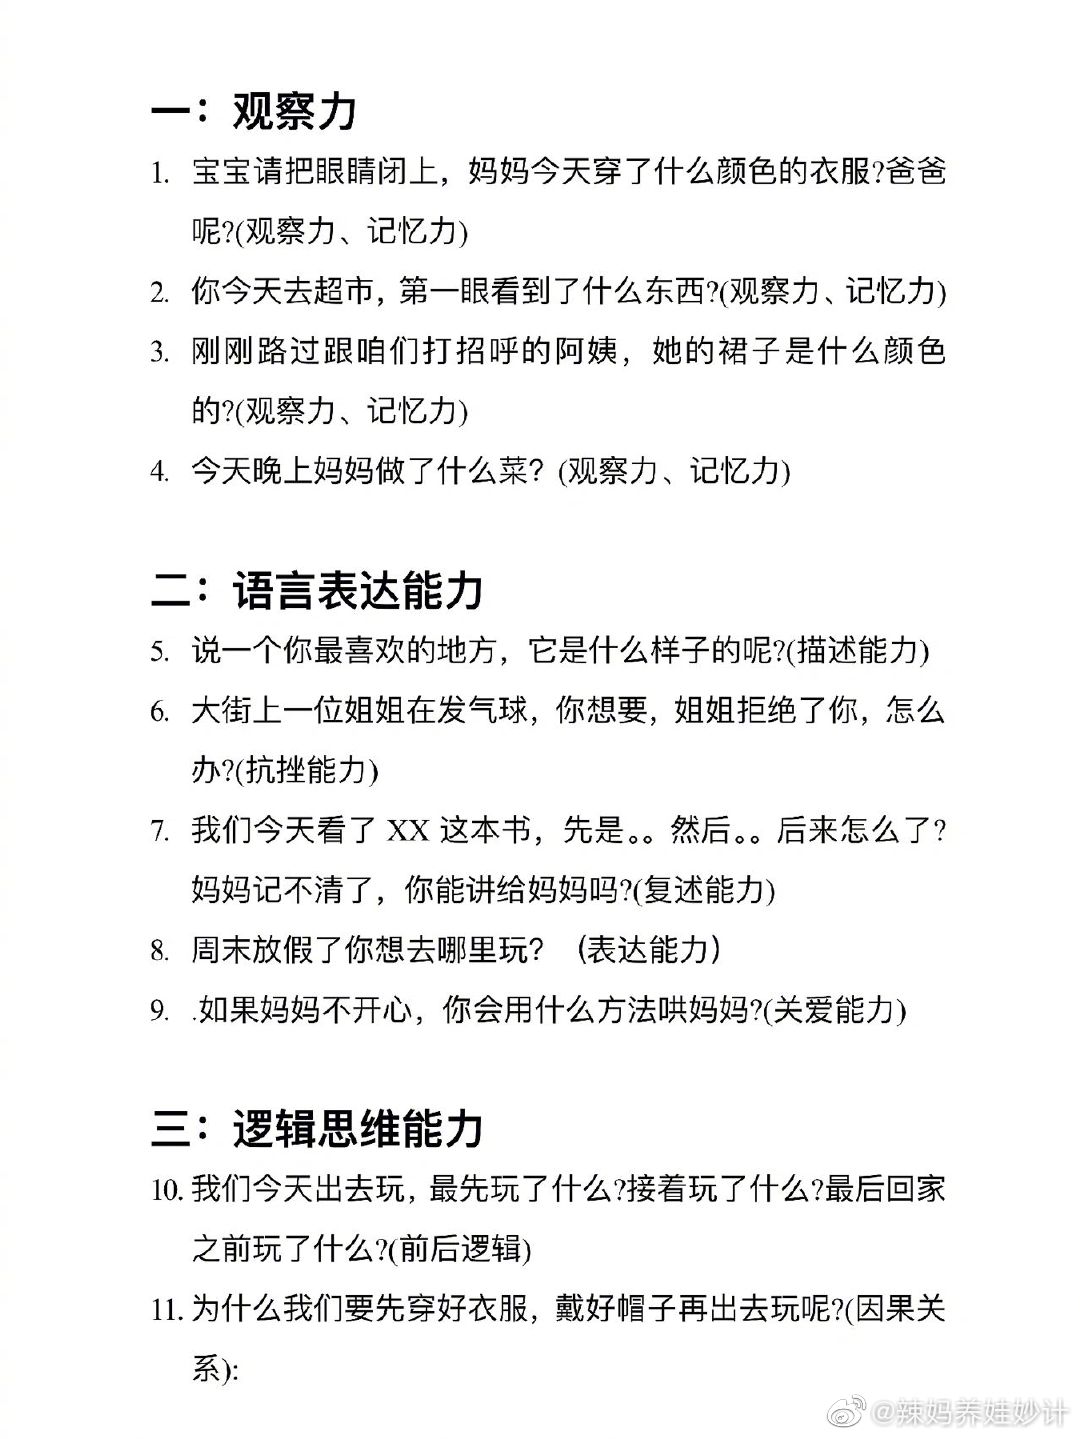 一：观察力
1. 宝宝请把眼睛闭上，妈妈今天穿了什么颜色的衣服?爸爸
呢?(观察力、记忆力)
2. 你今天去超市，第一眼看到了什么东西?(观察力、记忆力)
3. 刚刚路过跟咱们打招呼的阿姨，她的裙子是什么颜色
的?(观察力、记忆力)
4. 今天晚上妈妈做了什么菜？(观察力、记忆力)
二：语言表达能力
5. 说一个你最喜欢的地方，它是什么样子的呢?(描述能力)
6. 大街上一位姐姐在发气球，你想要，姐姐拒绝了你，怎么
办?(抗挫能力)
7. 我们今天看了 XX 这本书，先是。。然后。。后来怎么了?
妈妈记不清了，你能讲给妈妈吗?(复述能力)
8. 周末放假了你想去哪里玩？（表达能力）
9. .如果妈妈不开心，你会用什么方法哄妈妈?(关爱能力)
三：逻辑思维能力
10. 我们今天出去玩，最先玩了什么?接着玩了什么?最后回家
之前玩了什么?(前后逻辑)
11. 为什么我们要先穿好衣服，戴好帽子再出去玩呢?(因果关
系):
@辣妈养娃妙计